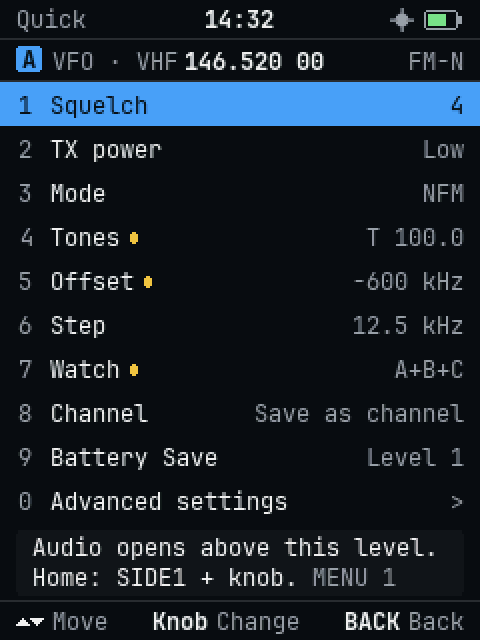 Quick 14:32
A VFO · VHF 146.520 00 FM-N
1 Squelch 4
2 TX power Low
3 Mode NFM
4 Tones T 100.0
5 Offset -600 kHz
6 Step 12.5 kHz
7 Watch A+B+C
8 Channel Save as channel
9 Battery Save Level 1
0 Advanced settings >
Audio opens above this level.
Home: SIDE1 + knob. MENU 1
Move Knob Change BACK Back